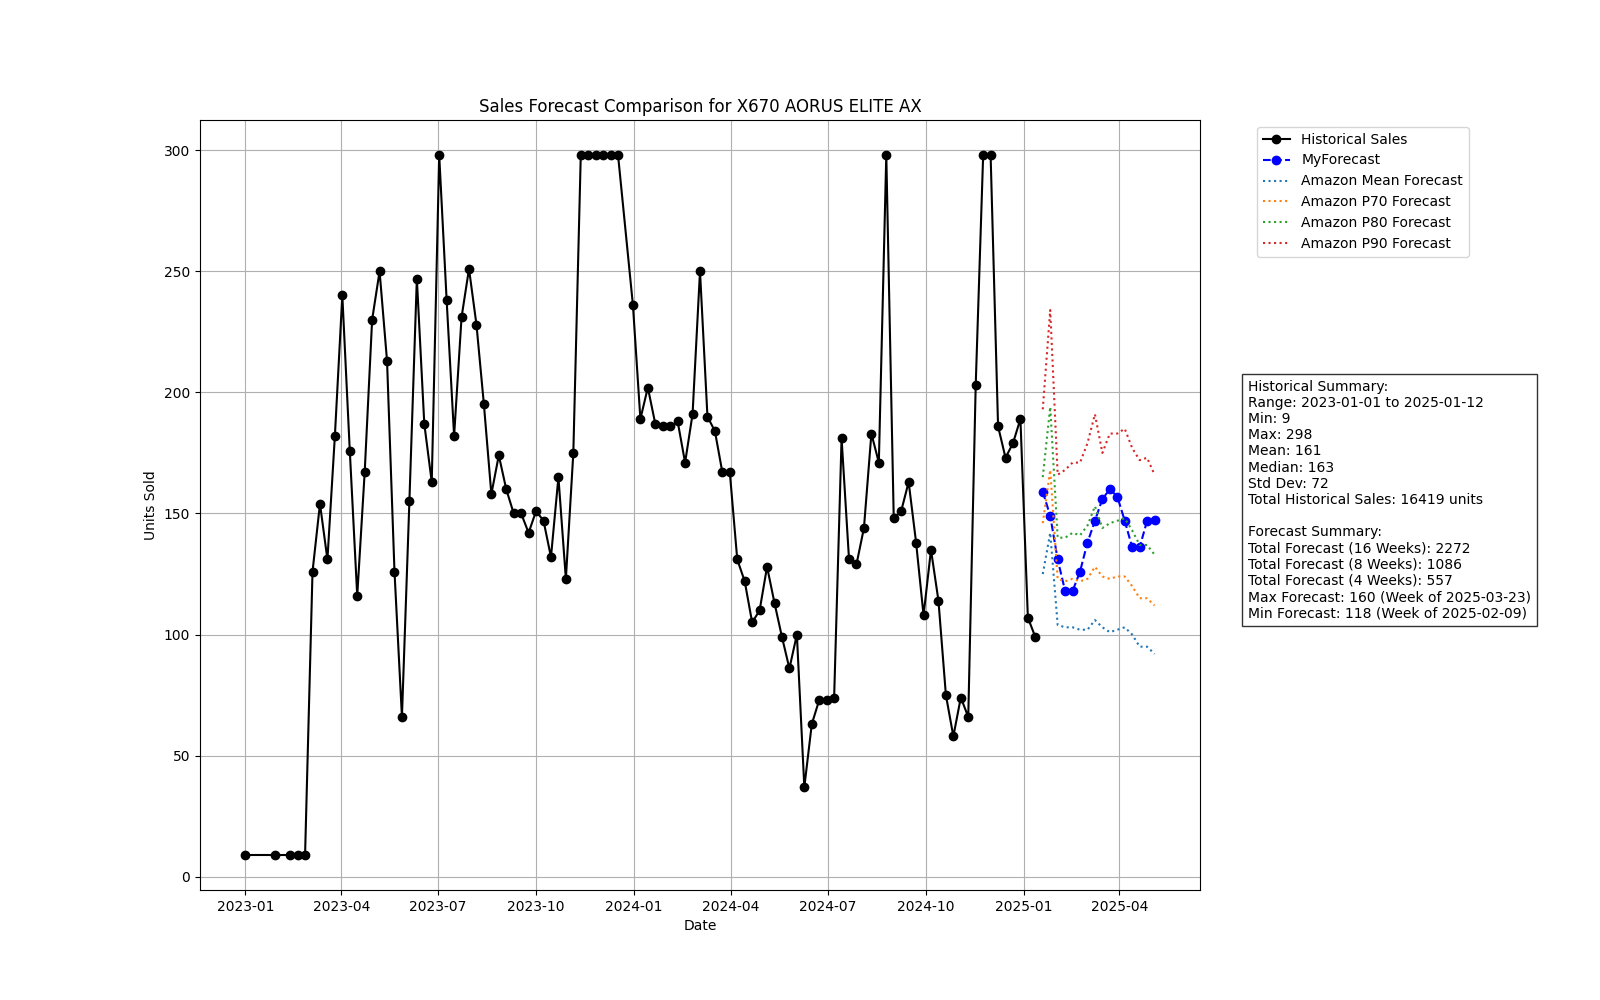 Sales Forecast Comparison for X670 AORUS ELITE AX
Units Sold
300
250
200
150
100
50
0
2023-01
2023-04
2023-07
2023-10
2024-01
2024-04
2024-07
2024-10
2025-01
2025-04
Date
Historical Sales
MyForecast
Amazon Mean Forecast
Amazon P70 Forecast
Amazon P80 Forecast
Amazon P90 Forecast
Historical Summary:
Range: 2023-01-01 to 2025-01-12
Min: 9
Max: 298
Mean: 161
Median: 163
Std Dev: 72
Total Historical Sales: 16419 units
Forecast Summary:
Total Forecast (16 Weeks): 2272
Total Forecast (8 Weeks): 1086
Total Forecast (4 Weeks): 557
Max Forecast: 160 (Week of 2025-03-23)
Min Forecast: 118 (Week of 2025-02-09)